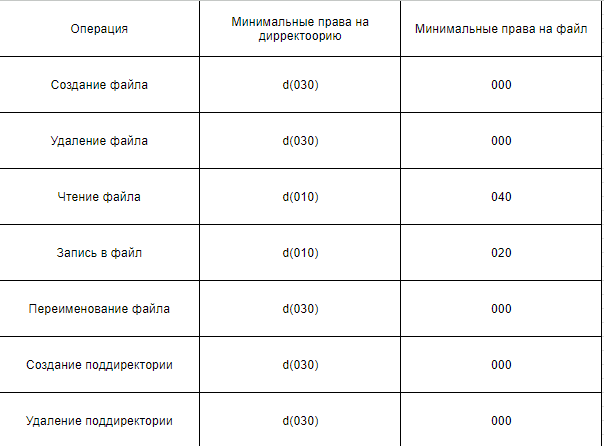 Операция
Минимальные права на
дирректоорию
Минимальные права на файл
Создание файла
d(030)
000
Удаление файла
d(030)
000
Чтение файла
d(010)
040
Запись в файл
d(010)
020
Переименование файла
d(030)
000
Создание поддиректории
d(030)
000
Удаление поддиректории
d(030)
000